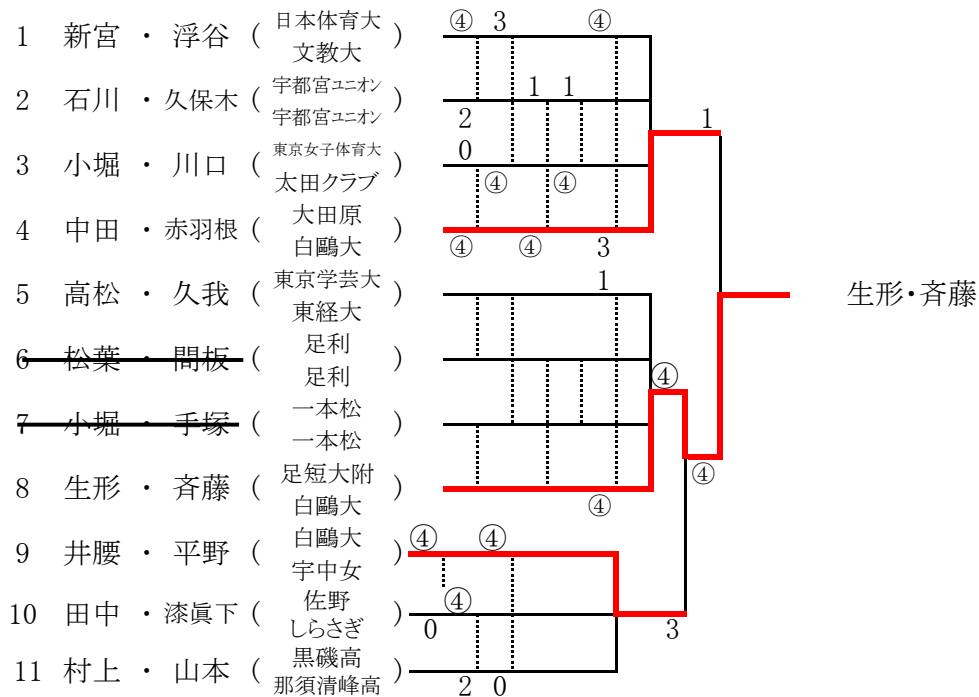 ④ 3 ④
1 新宮 ・ 浮谷 ( 日本体育大 文教大 )
1 1
2 石川 ・ 久保木 ( 宇都宮ユニオン 宇都宮ユニオン )
2
1
0
3 小堀 ・ 川口 ( 東京女子体育大 太田クラブ )
④ ④
4 中田 ・ 赤羽根 ( 大田原 白鷗大 )
④ ④ 3
1
5 高松 ・ 久我 ( 東京学芸大 東経大 )
生形・斉藤
6 松葉 ・ 間板 ( 足利 足利 )
④
7 小堀 ・ 手塚 ( 一本松 一本松 )
④
8 生形 ・ 斉藤 ( 足短大附 白鷗大 )
④
④ ④
9 井腰 ・ 平野 ( 白鷗大 宇中女 )
④
10 田中 ・ 漆眞下 ( 佐野 しらさぎ )
0 3
11 村上 ・ 山本 ( 黒磯高 那須清峰高 )
2 0